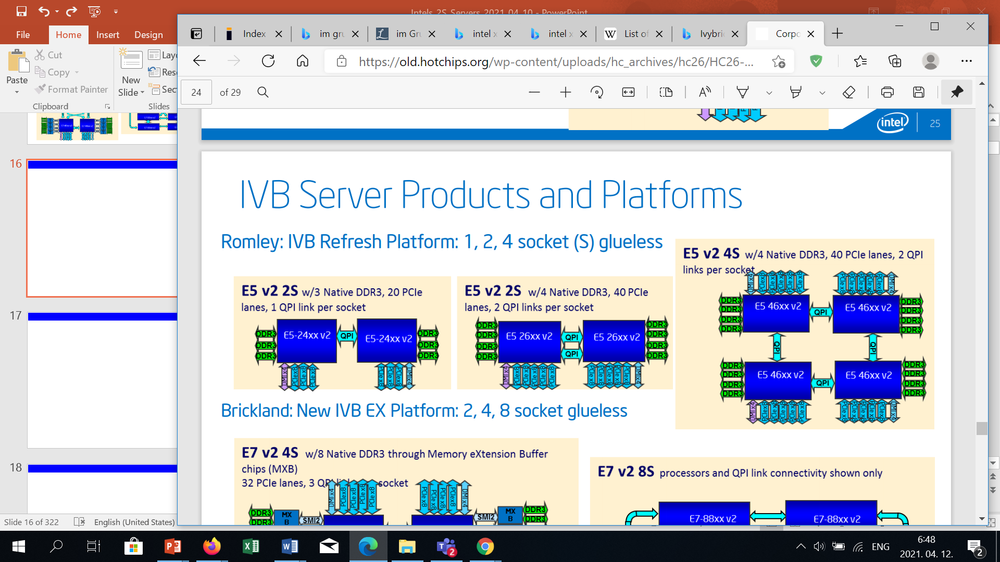 Intels_2S_Servers_2021_04_10 - PowerPoint
File
Home
Insert
Design
Cut
Copy
Format Painter
Paste
New
Slide
Clipboard
Slides
Index
im gru
im Gru
intel x
intel x
List of
Ivybri
Corpo
https://old.hotchips.org/wp-content/uploads/hc_archives/hc26/HC26-...
24
of 29
intel
25
16
17
18
IVB Server Products and Platforms
Romley: IVB Refresh Platform: 1, 2, 4 socket (S) glueless
E5 v2 2S w/3 Native DDR3, 20 PCIe
lanes, 1 QPI link per socket
DDR3
DDR3
DDR3
E5-24xx v2
QPI
E5-24xx v2
DDR3
DDR3
DDR3
DMIx4
PCIex8
PCIex8
PCIex8
PCIex8
PCIex8
PCIex8
DMIx4
E5 v2 2S w/4 Native DDR3, 40 PCIe
lanes, 2 QPI links per socket
DDR3
DDR3
DDR3
DDR3
E5 26xx v2
QPI
QPI
E5 26xx v2
DDR3
DDR3
DDR3
DDR3
DMIx4
PCIex8
PCIex8
PCIex8
PCIex8
PCIex8
PCIex8
PCIex8
PCIex8
PCIex8
PCIex8
DMIx4
E5 v2 4S w/4 Native DDR3, 40 PCIe lanes, 2 QPI
links per socket
DMIx4
PCIex8
PCIex8
PCIex8
PCIex8
PCIex8
PCIex8
PCIex8
PCIex8
PCIex8
PCIex8
DMIx4
DDR3
DDR3
DDR3
DDR3
E5 46xx v2
QPI
E5 46xx v2
DDR3
DDR3
DDR3
DDR3
QPI
QPI
DDR3
DDR3
DDR3
DDR3
E5 46xx v2
QPI
E5 46xx v2
DDR3
DDR3
DDR3
DDR3
DMIx4
PCIex8
PCIex8
PCIex8
PCIex8
PCIex8
PCIex8
PCIex8
PCIex8
PCIex8
PCIex8
DMIx4
Brickland: New IVB EX Platform: 2, 4, 8 socket glueless
E7 v2 4S w/8 Native DDR3 through Memory eXtension Buffer
chips (MXB)
32 PCIe lanes, 3 QPI socket
DMIx4
PCIex8
PCIex8
PCIex8
PCIex8
PCIex8
PCIex8
PCIex8
PCIex8
DMIx4
DDR3
DDR3
MX
B
SMI2
SMI2
MX
B
DDR3
DDR3
E7 v2 8S processors and QPI link connectivity shown only
E7-88xx v2
E7-88xx v2
Slide 16 of 322
English (United States)
ENG
6:48
2021. 04. 12.
2
2